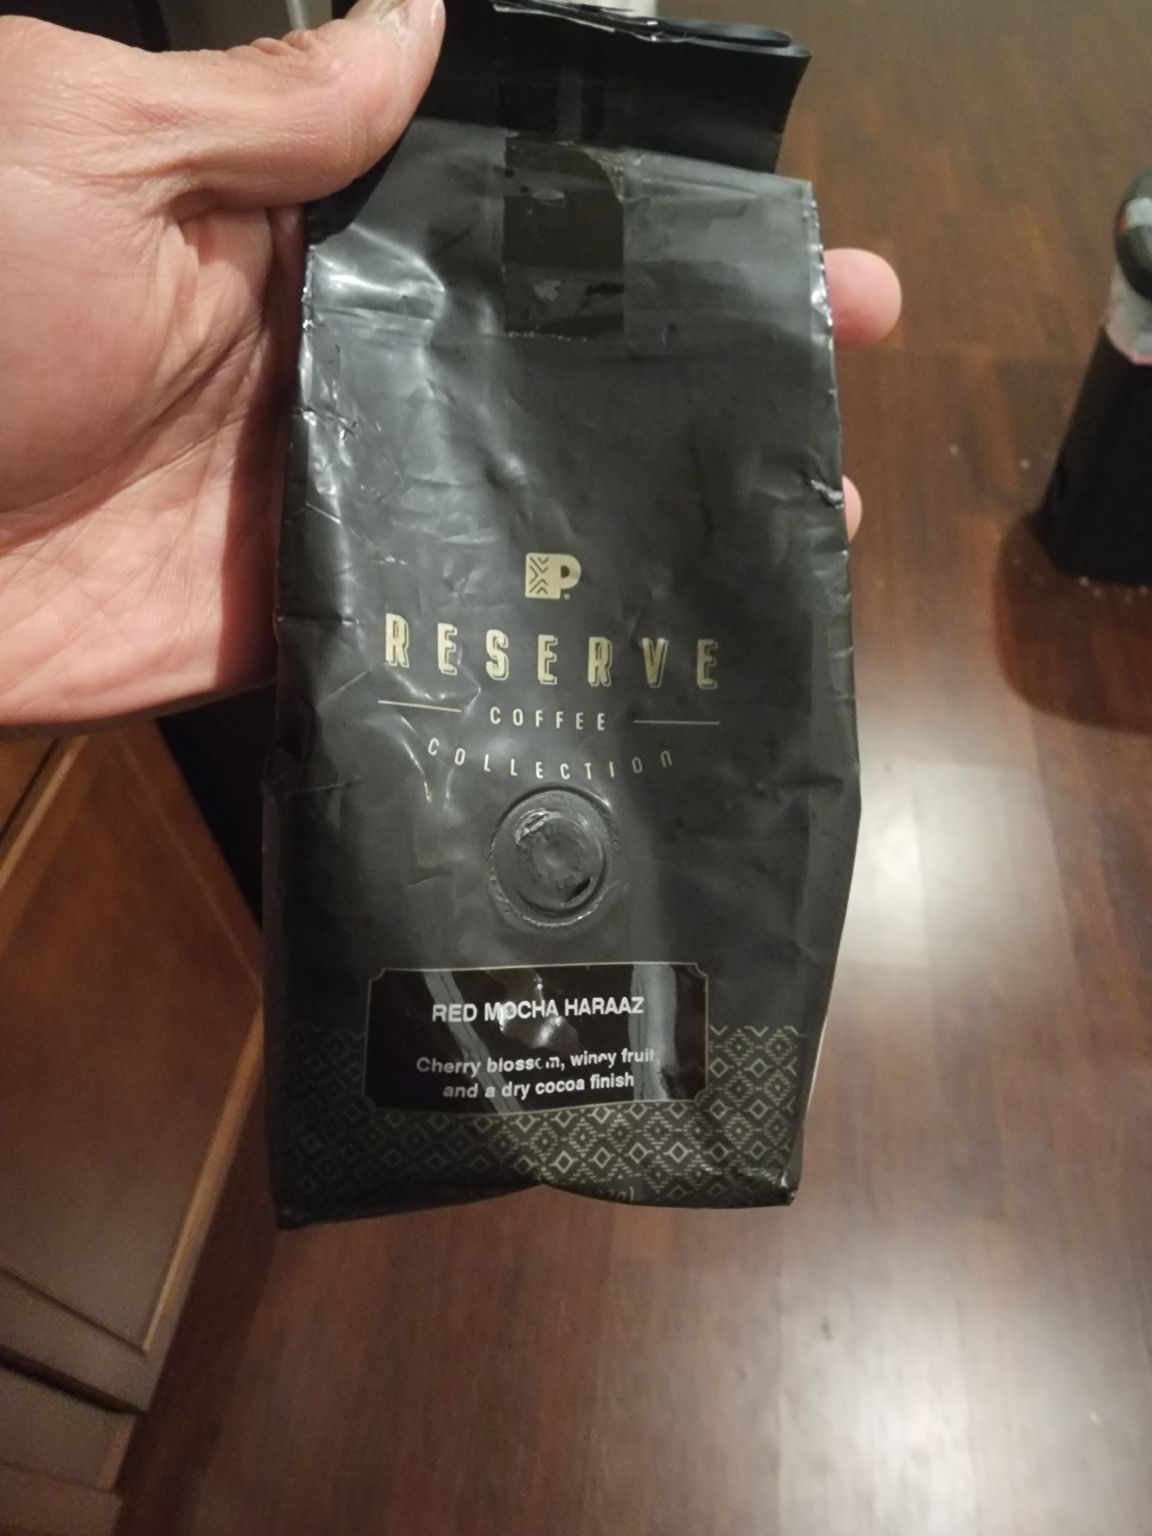 P
RESERVE
COFFEE
COLLECTION
RED MOCHA HARAAZ
Cherry blossom, winey fruit,
and a dry cocoa finish